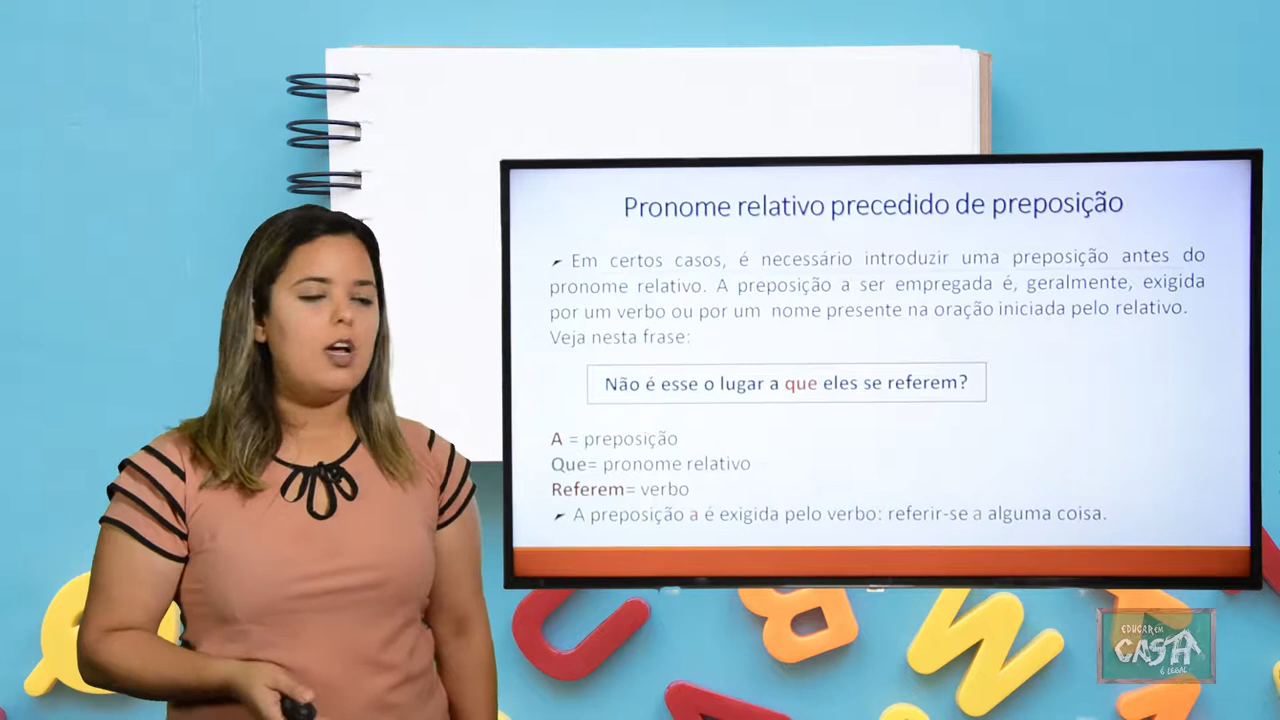 Pronome relativo precedido de preposição
Em certos casos, é necessário introduzir uma preposição antes do
pronome relativo. A preposição a ser empregada é, geralmente, exigida
por um verbo ou por um nome presente na oração iniciada pelo relativo.
Veja nesta frase:
Não é esse o lugar a que eles se referem?
A = preposição
Que= pronome relativo
Referem= verbo
A preposição a é exigida pelo verbo: referir-se a alguma coisa.
EDUCAR EM
CASA
É LEGAL